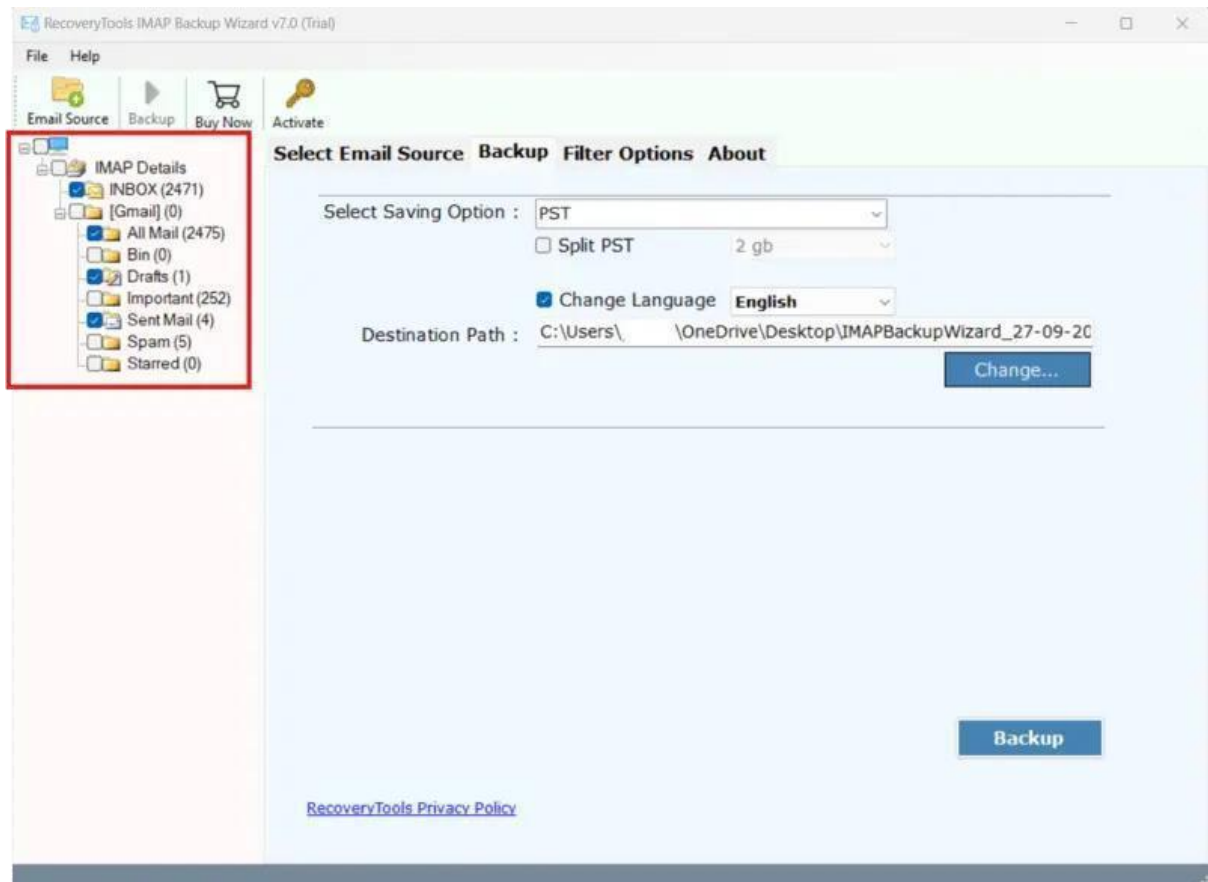 RecoveryTools IMAP Backup Wizard v7.0 (Trial)
File Help
Email Source Backup Buy Now Activate
IMAP Details
INBOX (2471)
[Gmail] (0)
All Mail (2475)
Bin (0)
Drafts (1)
Important (252)
Sent Mail (4)
Spam (5)
Starred (0)
Select Email Source Backup Filter Options About
Select Saving Option : PST
Split PST 2 gb
Change Language English
Destination Path : C:\Users\ \OneDrive\Desktop\IMAPBackupWizard_27-09-20
Change...
Backup
RecoveryTools Privacy Policy